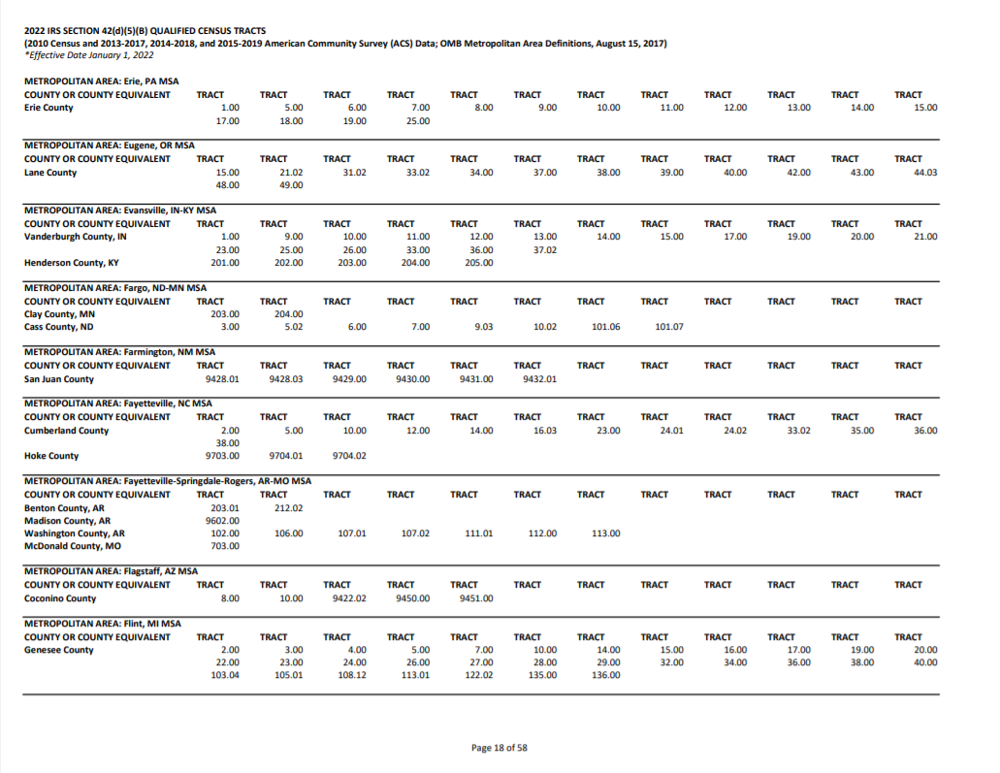 2022 IRS SECTION 42(d)(5)(B) QUALIFIED CENSUS TRACTS
(2010 Census and 2013-2017, 2014-2018, and 2015-2019 American Community Survey (ACS) Data; OMB Metropolitan Area Definitions, August 15, 2017)
*Effective Date January 1, 2022
METROPOLITAN AREA: Erie, PA MSA
COUNTY OR COUNTY EQUIVALENT TRACT TRACT TRACT TRACT TRACT TRACT TRACT TRACT TRACT TRACT TRACT TRACT
Erie County 1.00 5.00 6.00 7.00 8.00 9.00 10.00 11.00 12.00 13.00 14.00 15.00
17.00 18.00 19.00 25.00
METROPOLITAN AREA: Eugene, OR MSA
COUNTY OR COUNTY EQUIVALENT TRACT TRACT TRACT TRACT TRACT TRACT TRACT TRACT TRACT TRACT TRACT TRACT
Lane County 15.00 21.02 31.02 33.02 34.00 37.00 38.00 39.00 40.00 42.00 43.00 44.03
48.00 49.00
METROPOLITAN AREA: Evansville, IN-KY MSA
COUNTY OR COUNTY EQUIVALENT TRACT TRACT TRACT TRACT TRACT TRACT TRACT TRACT TRACT TRACT TRACT TRACT
Vanderburgh County, IN 1.00 9.00 10.00 11.00 12.00 13.00 14.00 15.00 17.00 19.00 20.00 21.00
23.00 25.00 26.00 33.00 36.00 37.02
Henderson County, KY 201.00 202.00 203.00 204.00 205.00
METROPOLITAN AREA: Fargo, ND-MN MSA
COUNTY OR COUNTY EQUIVALENT TRACT TRACT TRACT TRACT TRACT TRACT TRACT TRACT TRACT TRACT TRACT TRACT
Clay County, MN 203.00 204.00
Cass County, ND 3.00 5.02 6.00 7.00 9.03 10.02 101.06 101.07
METROPOLITAN AREA: Farmington, NM MSA
COUNTY OR COUNTY EQUIVALENT TRACT TRACT TRACT TRACT TRACT TRACT TRACT TRACT TRACT TRACT TRACT TRACT
San Juan County 9428.01 9428.03 9429.00 9430.00 9431.00 9432.01
METROPOLITAN AREA: Fayetteville, NC MSA
COUNTY OR COUNTY EQUIVALENT TRACT TRACT TRACT TRACT TRACT TRACT TRACT TRACT TRACT TRACT TRACT TRACT
Cumberland County 2.00 5.00 10.00 12.00 14.00 16.03 23.00 24.01 24.02 33.02 35.00 36.00
38.00
Hoke County 9703.00 9704.01 9704.02
METROPOLITAN AREA: Fayetteville-Springdale-Rogers, AR-MO MSA
COUNTY OR COUNTY EQUIVALENT TRACT TRACT TRACT TRACT TRACT TRACT TRACT TRACT TRACT TRACT TRACT TRACT
Benton County, AR 203.01 212.02
Madison County, AR 9602.00
Washington County, AR 102.00 106.00 107.01 107.02 111.01 112.00 113.00
McDonald County, MO 703.00
METROPOLITAN AREA: Flagstaff, AZ MSA
COUNTY OR COUNTY EQUIVALENT TRACT TRACT TRACT TRACT TRACT TRACT TRACT TRACT TRACT TRACT TRACT TRACT
Coconino County 8.00 10.00 9422.02 9450.00 9451.00
METROPOLITAN AREA: Flint, MI MSA
COUNTY OR COUNTY EQUIVALENT TRACT TRACT TRACT TRACT TRACT TRACT TRACT TRACT TRACT TRACT TRACT TRACT
Genesee County 2.00 3.00 4.00 5.00 7.00 10.00 14.00 15.00 16.00 17.00 19.00 20.00
22.00 23.00 24.00 26.00 27.00 28.00 29.00 32.00 34.00 36.00 38.00 40.00
103.04 105.01 108.12 113.01 122.02 135.00 136.00
Page 18 of 58